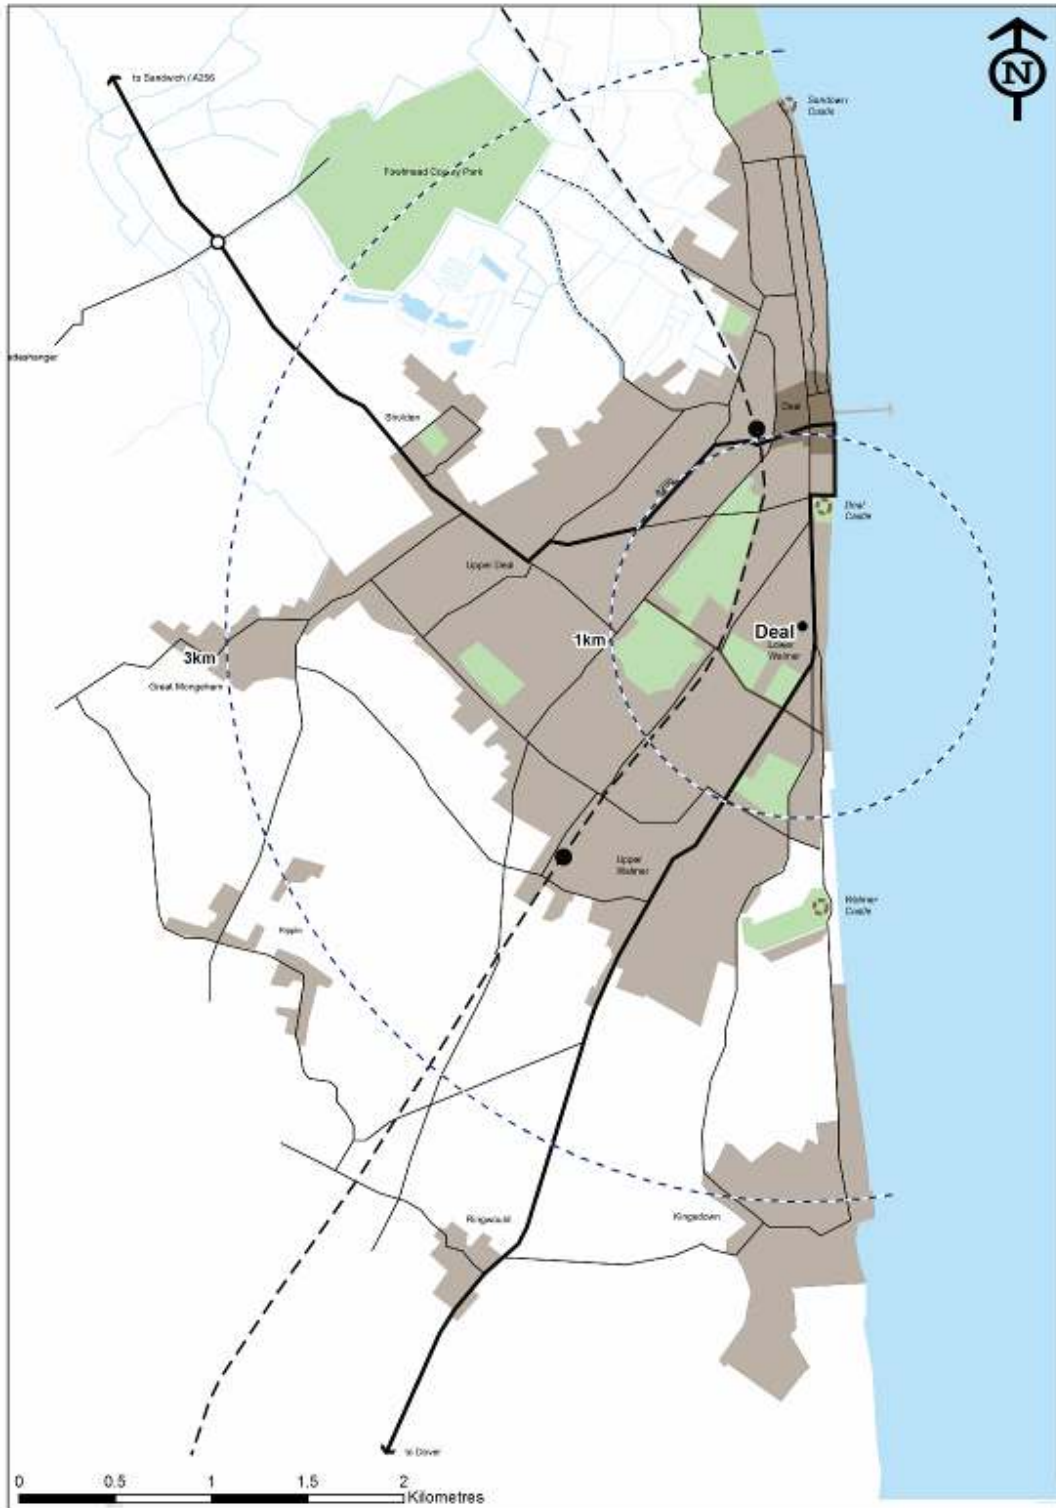 N
to Sandwich / A256
Sandown
Castle
Fowlmead County Park
Sholden
Deal
Deal
Castle
Upper Deal
1km
Deal
Lower
Walmer
3km
Great Mongeham
Upper
Walmer
Walmer
Castle
Ripple
Ringwould
Kingsdown
to Dover
0 0.5 1 1.5 2
Kilometres